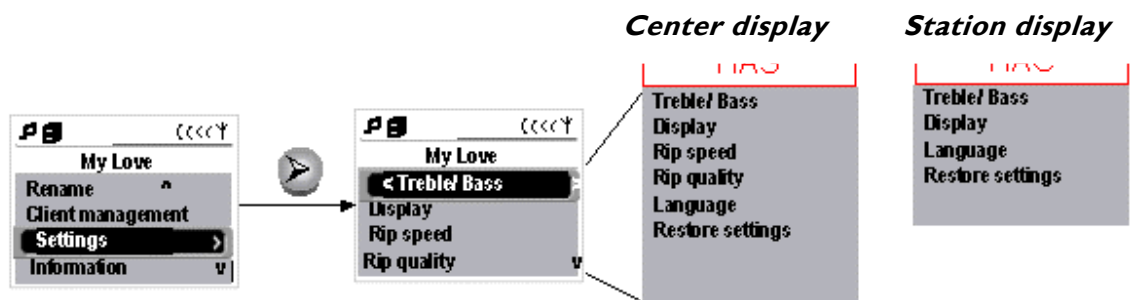 Center display
Station display
Treble/ Bass
Display
Rip speed
Rip quality
Language
Restore settings
Treble/ Bass
Display
Language
Restore settings
My Love
Rename ^
Client management
Settings >
Information v
My Love
< Treble/ Bass
Display
Rip speed
Rip quality v